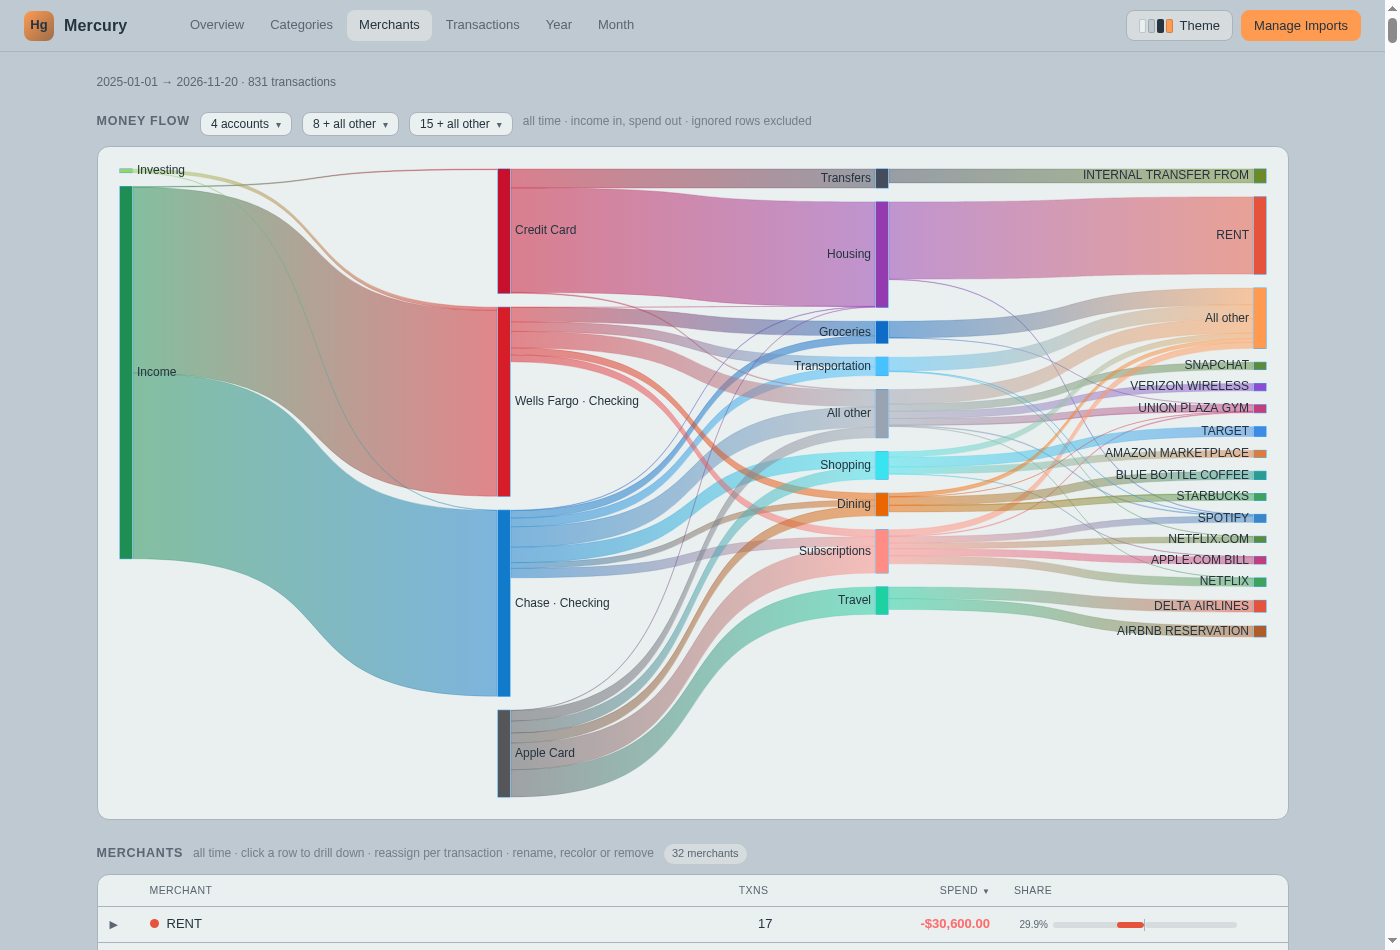 Hg Mercury Overview Categories Merchants Transactions Year Month Theme Manage Imports
2025-01-01 → 2026-11-20 · 831 transactions
MONEY FLOW 4 accounts ▾ 8 + all other ▾ 15 + all other ▾ all time · income in, spend out · ignored rows excluded
Investing
Income
Credit Card
Wells Fargo · Checking
Chase · Checking
Apple Card
Transfers
Housing
Groceries
Transportation
All other
Shopping
Dining
Subscriptions
Travel
INTERNAL TRANSFER FROM
RENT
All other
SNAPCHAT
VERIZON WIRELESS
UNION PLAZA GYM
TARGET
AMAZON MARKETPLACE
BLUE BOTTLE COFFEE
STARBUCKS
SPOTIFY
NETFLIX.COM
APPLE.COM BILL
NETFLIX
DELTA AIRLINES
AIRBNB RESERVATION
MERCHANTS all time · click a row to drill down · reassign per transaction · rename, recolor or remove 32 merchants
MERCHANT TXNS SPEND ▼ SHARE
▶ RENT 17 -$30,600.00 29.9%